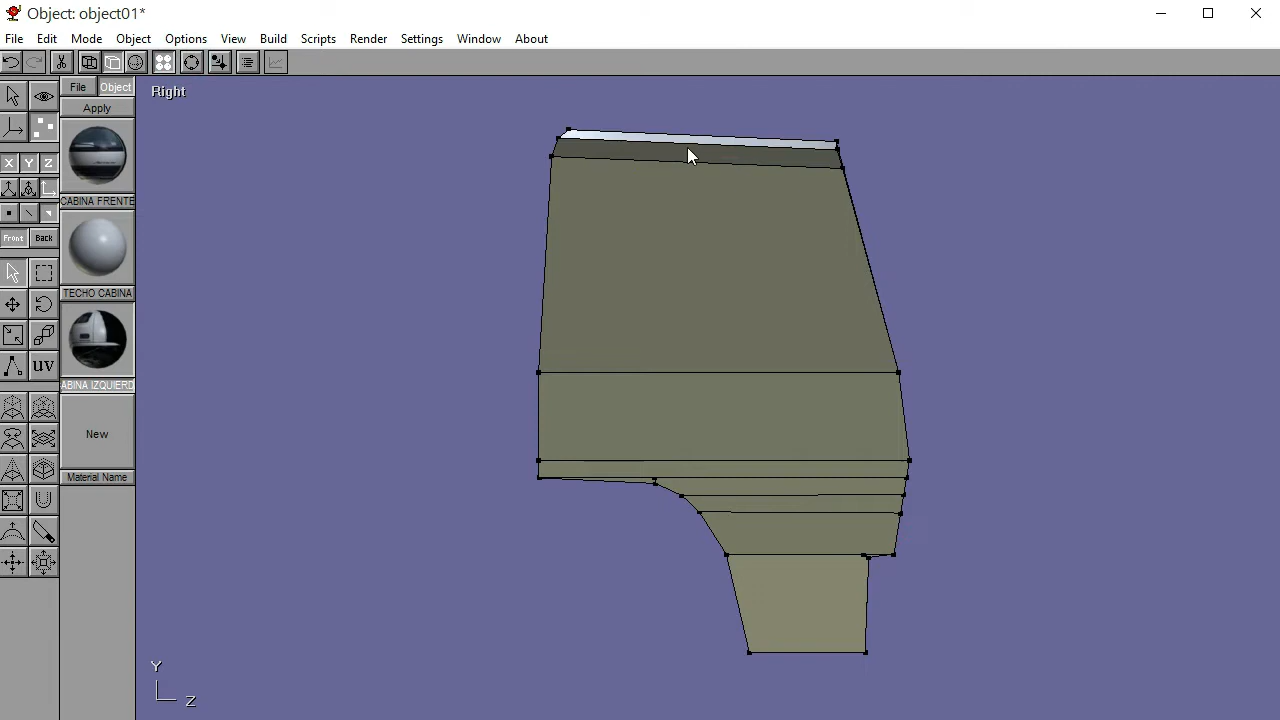 Object: object01*
File Edit Mode Object Options View Build Scripts Render Settings Window About
File Object
Right
Apply
X Y Z
CABINA FRENTE
Front Back
TECHO CABINA
uv
ABINA IZQUIERD
New
Material Name
Y
Z